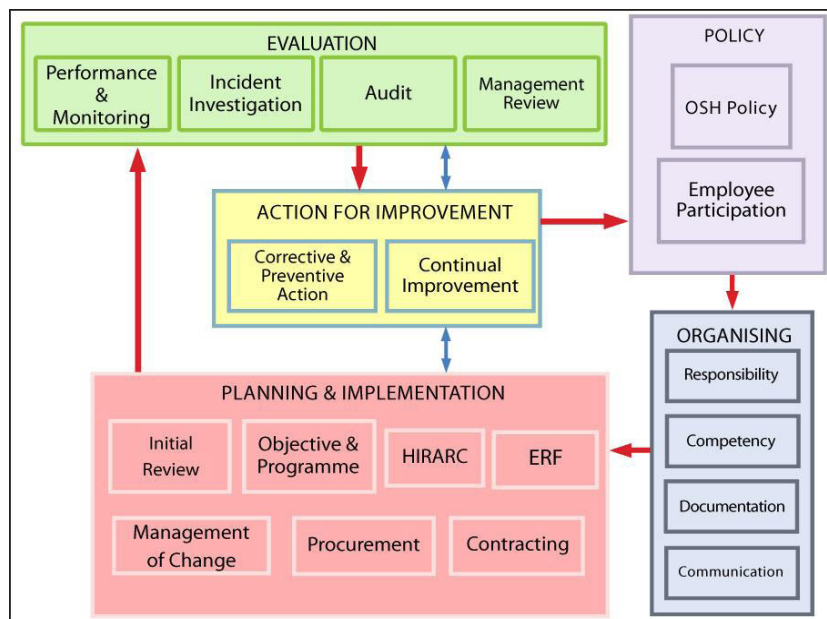 EVALUATION
Performance
&
Monitoring
Incident
Investigation
Audit
Management
Review
POLICY
OSH Policy
Employee
Participation
ACTION FOR IMPROVEMENT
Corrective &
Preventive
Action
Continual
Improvement
ORGANISING
Responsibility
Competency
Documentation
Communication
PLANNING & IMPLEMENTATION
Initial
Review
Objective &
Programme
HIRARC
ERF
Management
of Change
Procurement
Contracting